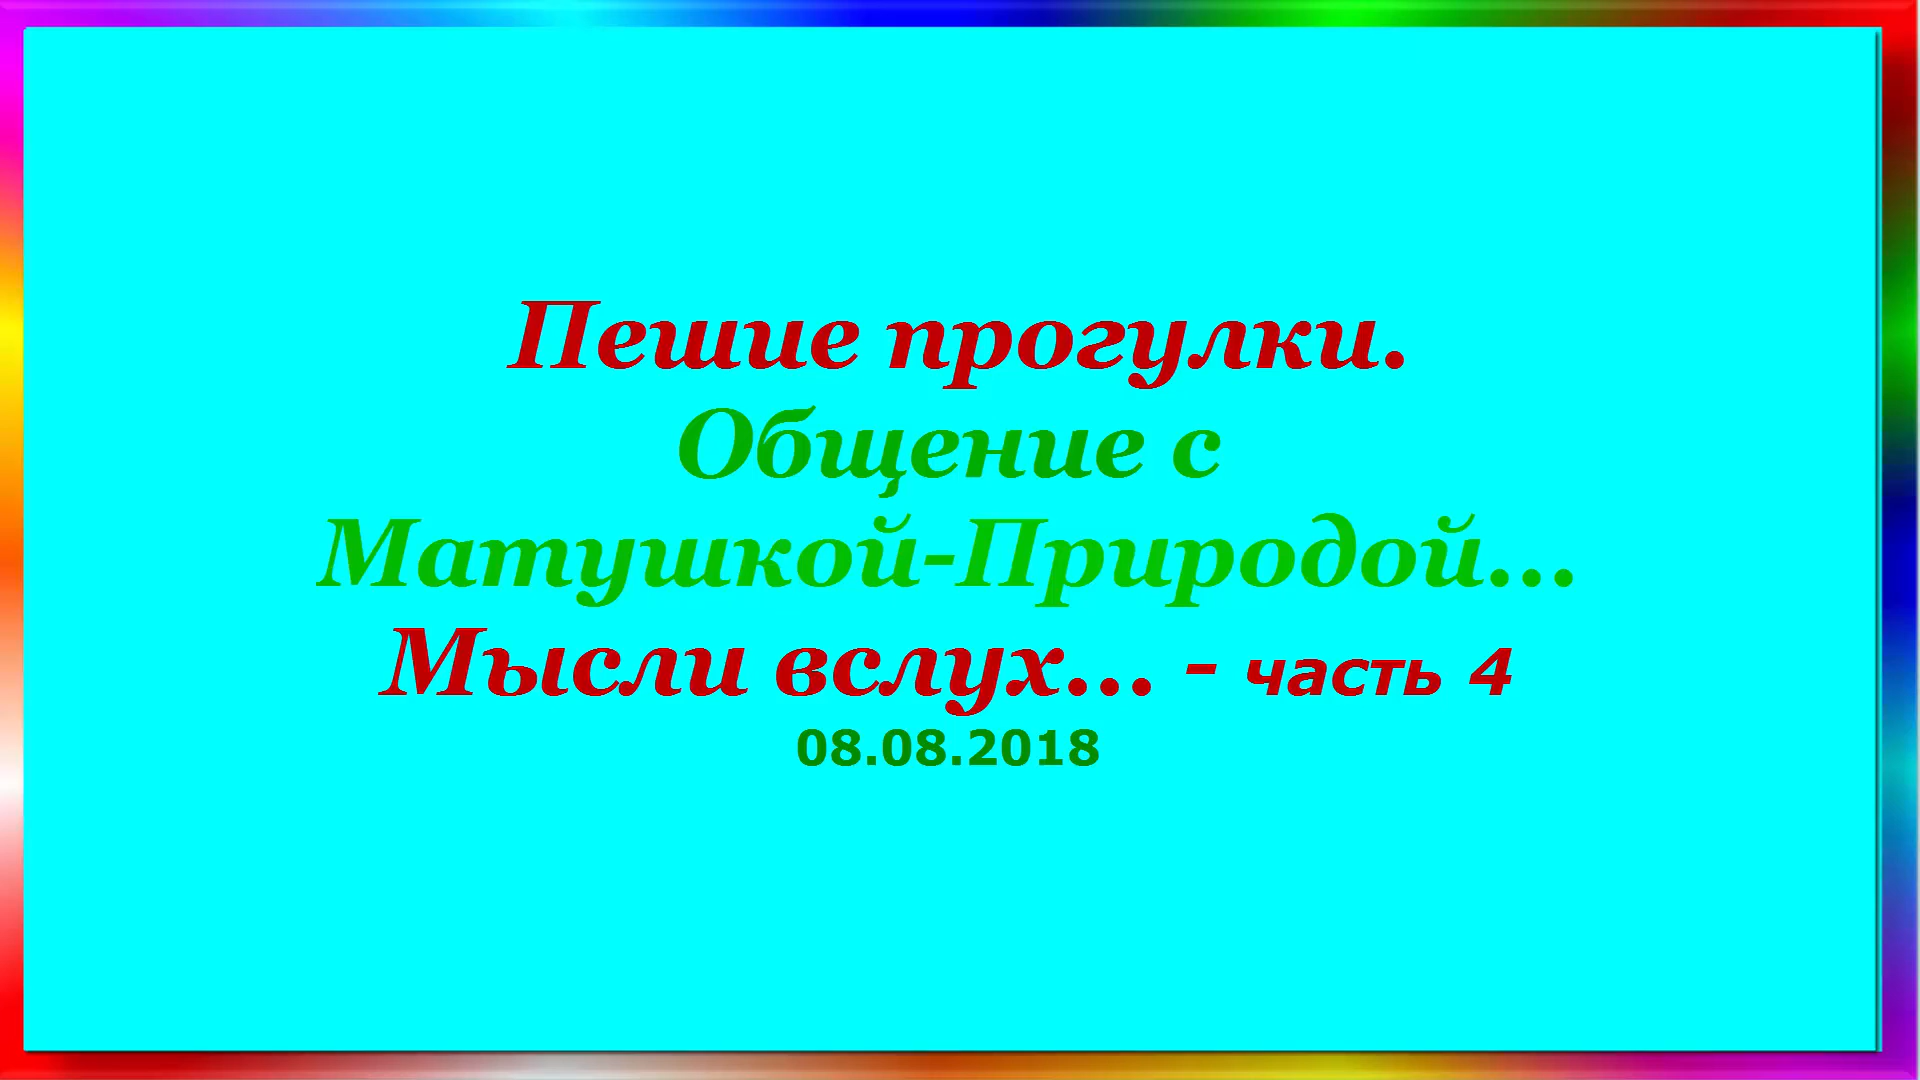 Пешие прогулки.
Общение с
Матушкой-Природой...
Мысли вслух... - часть 4
08.08.2018